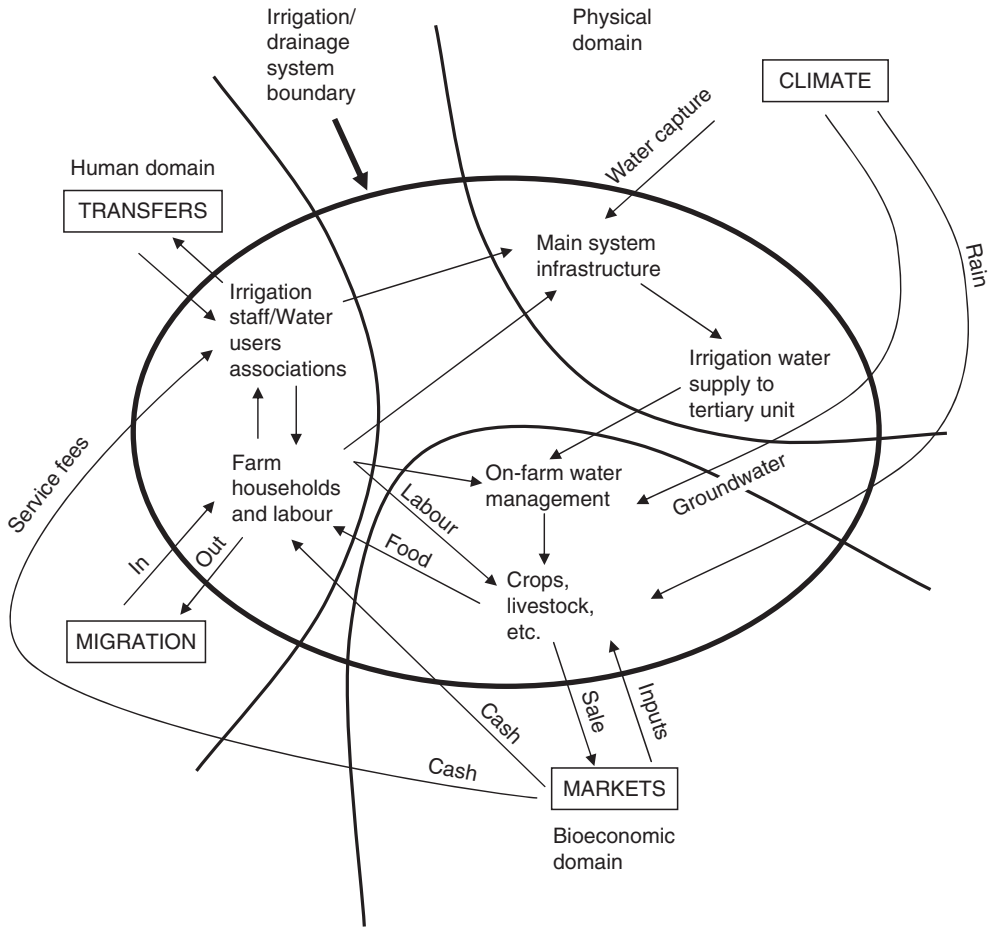 Irrigation/
drainage
system
boundary
Physical
domain
CLIMATE
Water capture
Human domain
TRANSFERS
Main system
infrastructure
Rain
Irrigation
staff/Water
users
associations
Irrigation water
supply to
tertiary unit
Service fees
Farm
households
and labour
On-farm water
management
Groundwater
Labour
Food
In
Out
Crops,
livestock,
etc.
MIGRATION
Sale
Inputs
Cash
Cash
MARKETS
Bioeconomic
domain